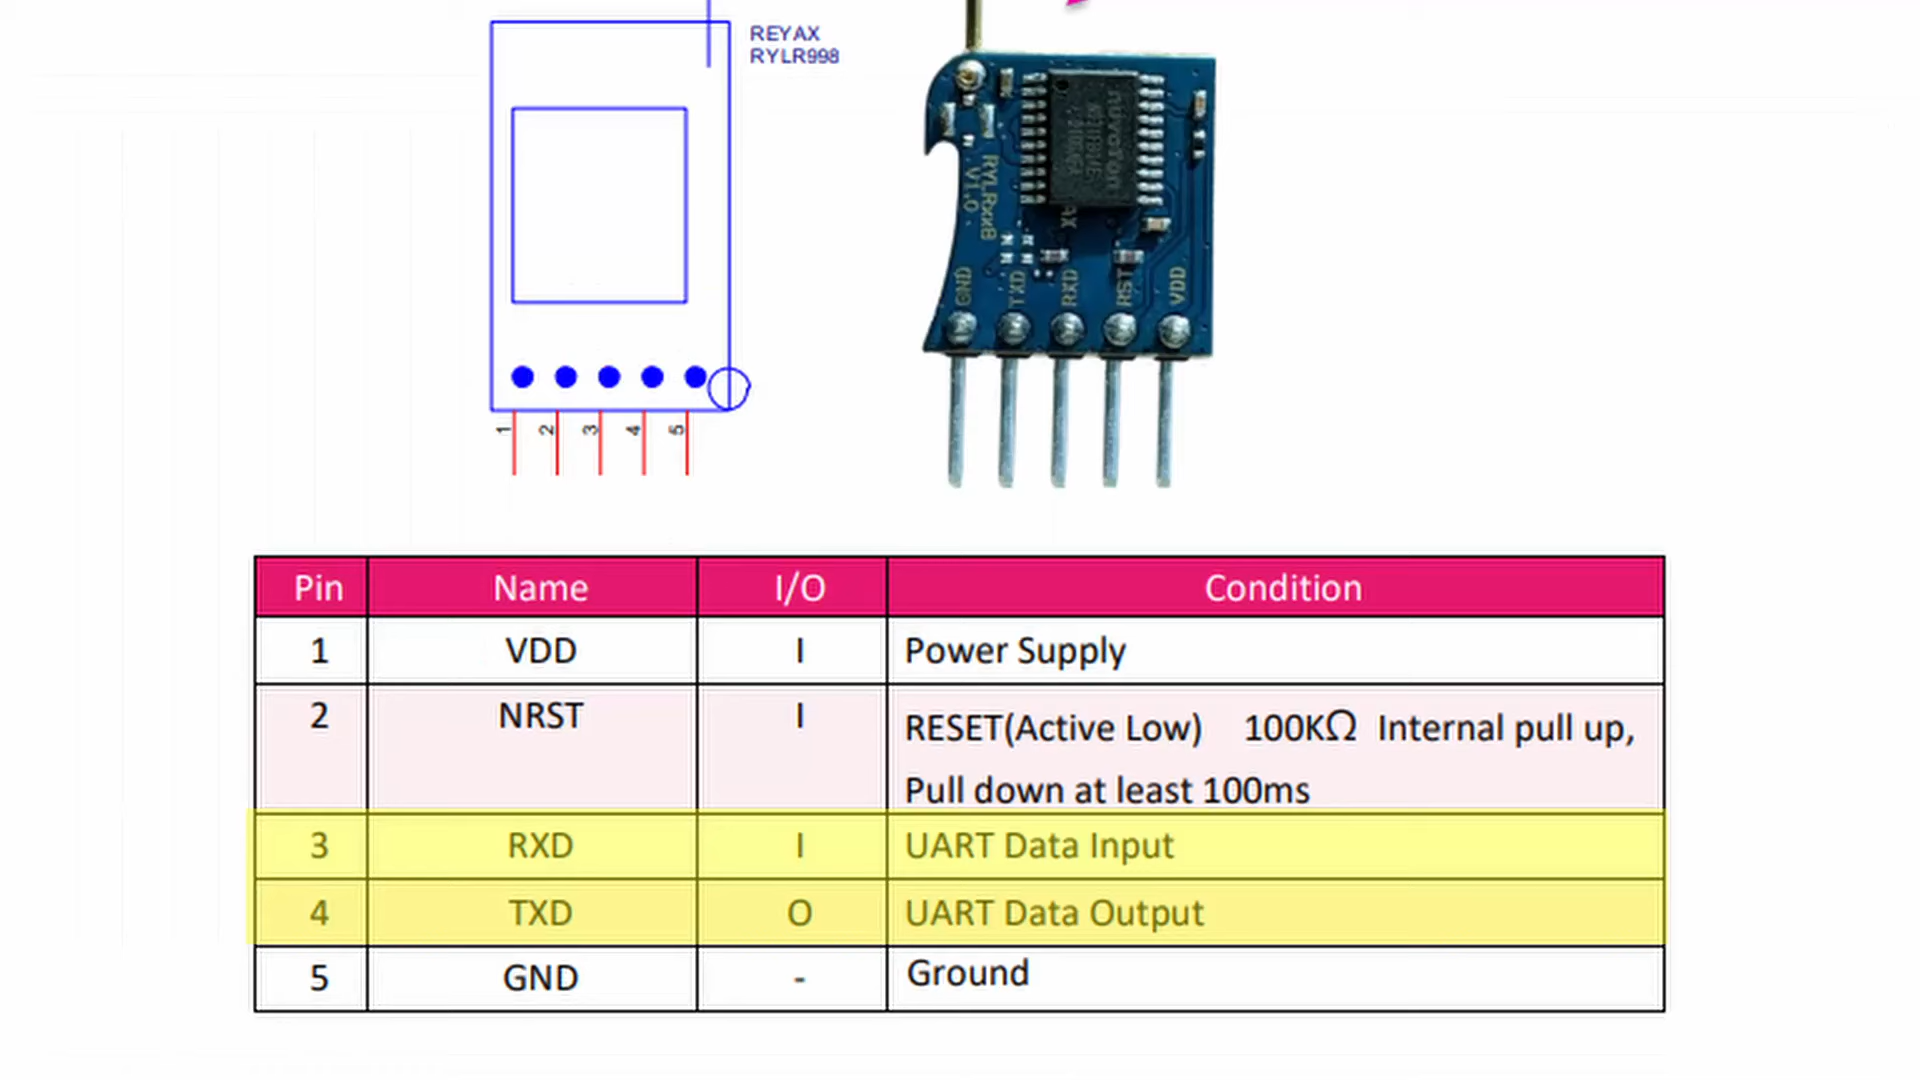 REYAX
RYLR998
nuvoTon
RYLRxx8
V1.0
GND TXD RXD RST VDD
1 2 3 4 5
Pin Name I/O Condition
1 VDD I Power Supply
2 NRST I RESET(Active Low) 100KΩ Internal pull up,
Pull down at least 100ms
3 RXD I UART Data Input
4 TXD O UART Data Output
5 GND - Ground